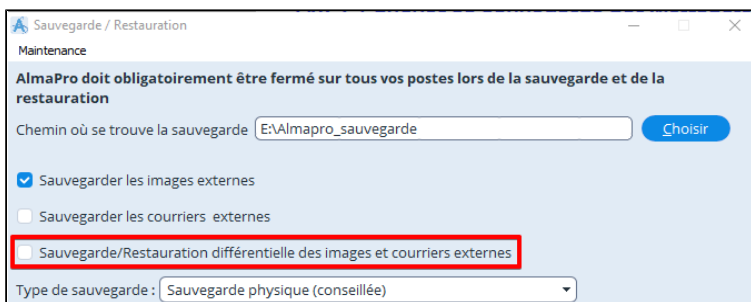 Sauvegarde / Restauration
Maintenance
AlmaPro doit obligatoirement être fermé sur tous vos postes lors de la sauvegarde et de la
restauration
Chemin où se trouve la sauvegarde E:\Almapro_sauvegarde Choisir
Sauvegarder les images externes
Sauvegarder les courriers externes
Sauvegarde/Restauration différentielle des images et courriers externes
Type de sauvegarde : Sauvegarde physique (conseillée)